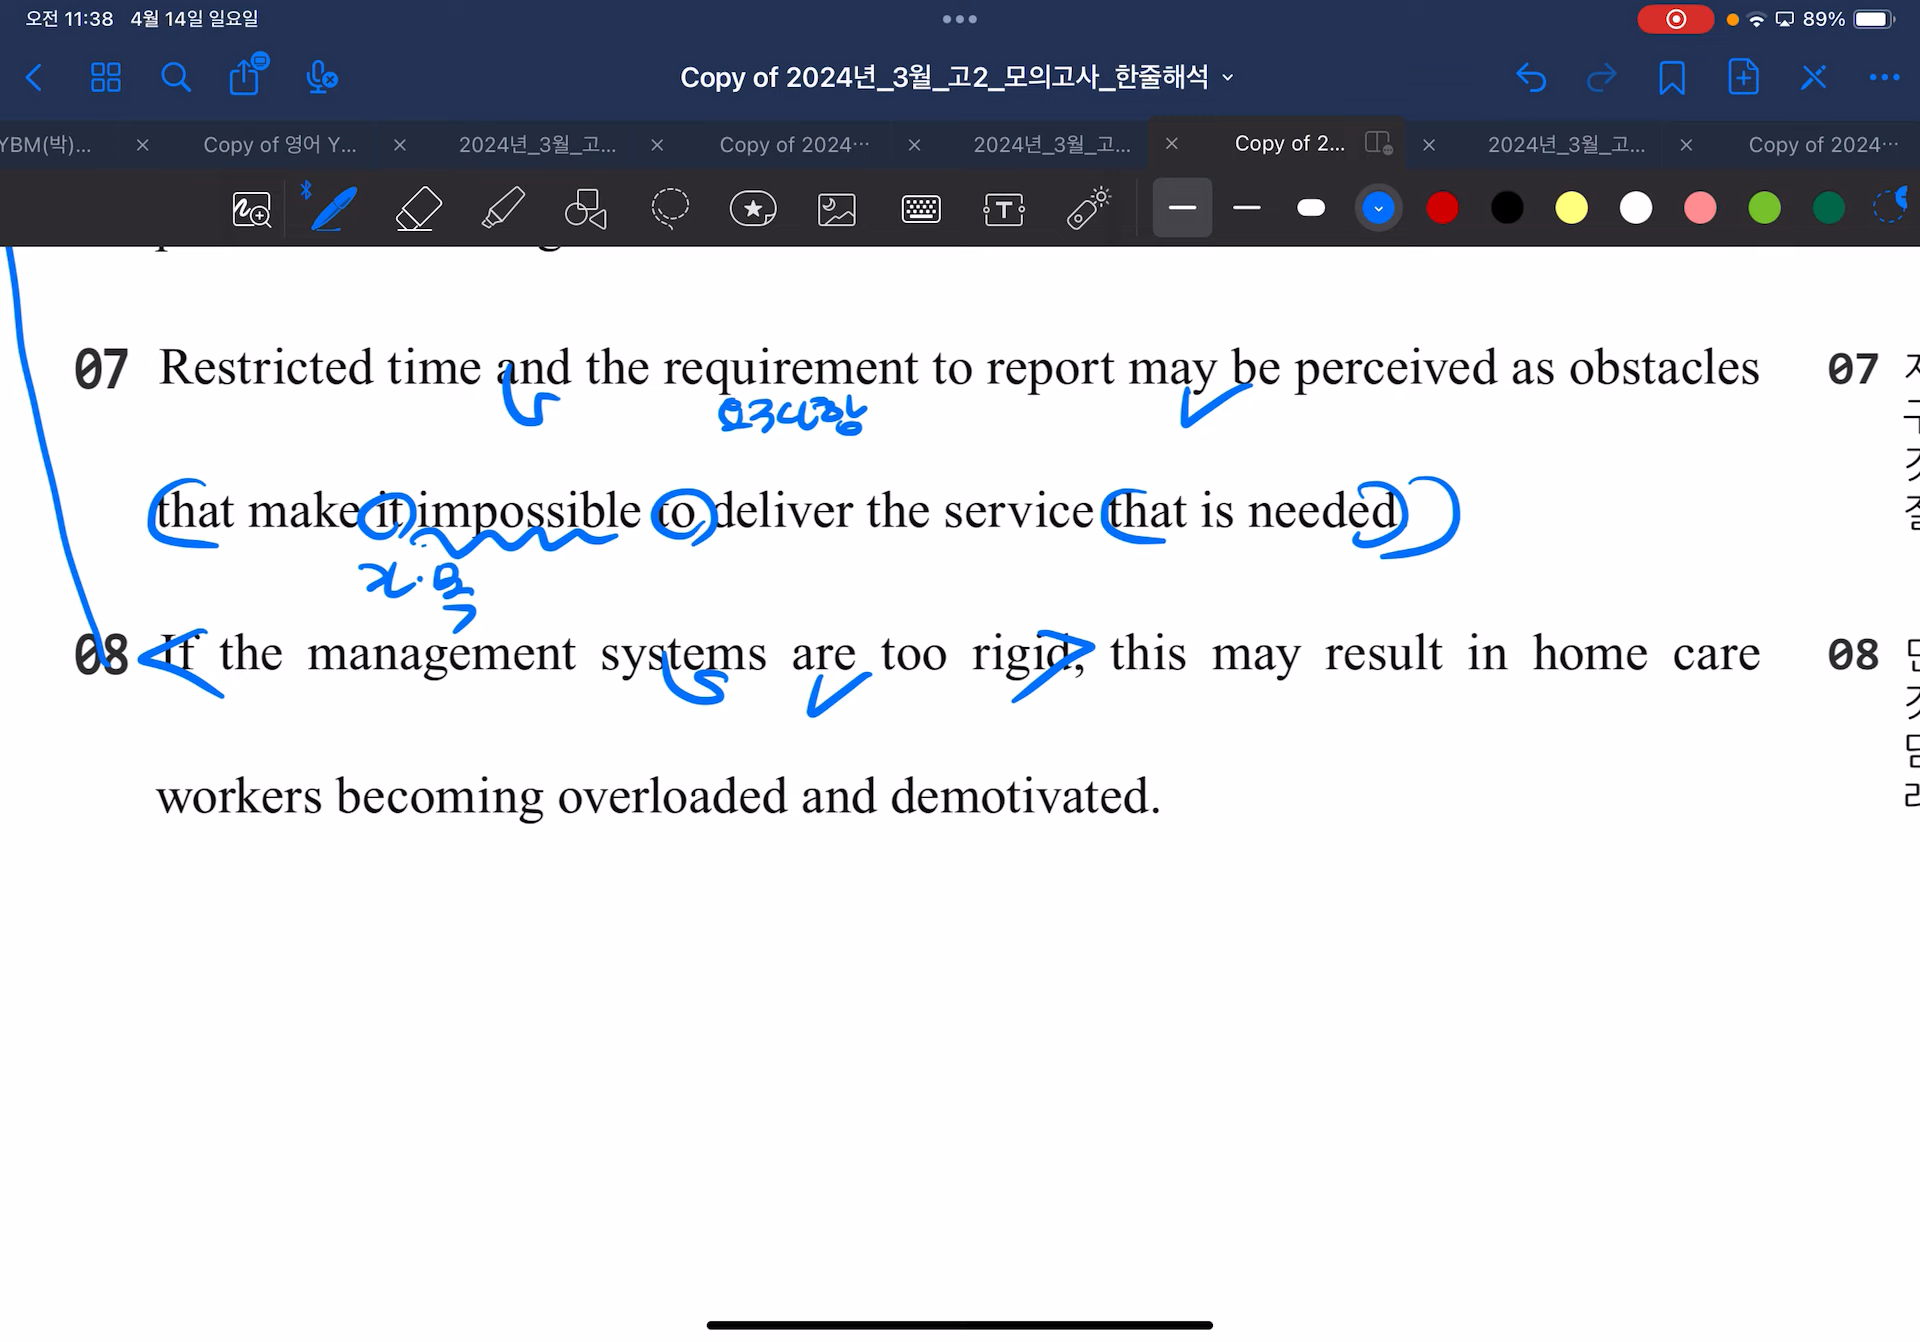 오전 11:38 4월 14일 일요일
89%
Copy of 2024년_3월_고2_모의고사_한줄해석
YBM(박)... Copy of 영어 Y... 2024년_3월_고... Copy of 2024... 2024년_3월_고... Copy of 2... 2024년_3월_고... Copy of 2024...
07 Restricted time and the requirement to report may be perceived as obstacles 07
요구사항
that make it impossible to deliver the service that is needed.
가.목
08 If the management systems are too rigid, this may result in home care 08
workers becoming overloaded and demotivated.